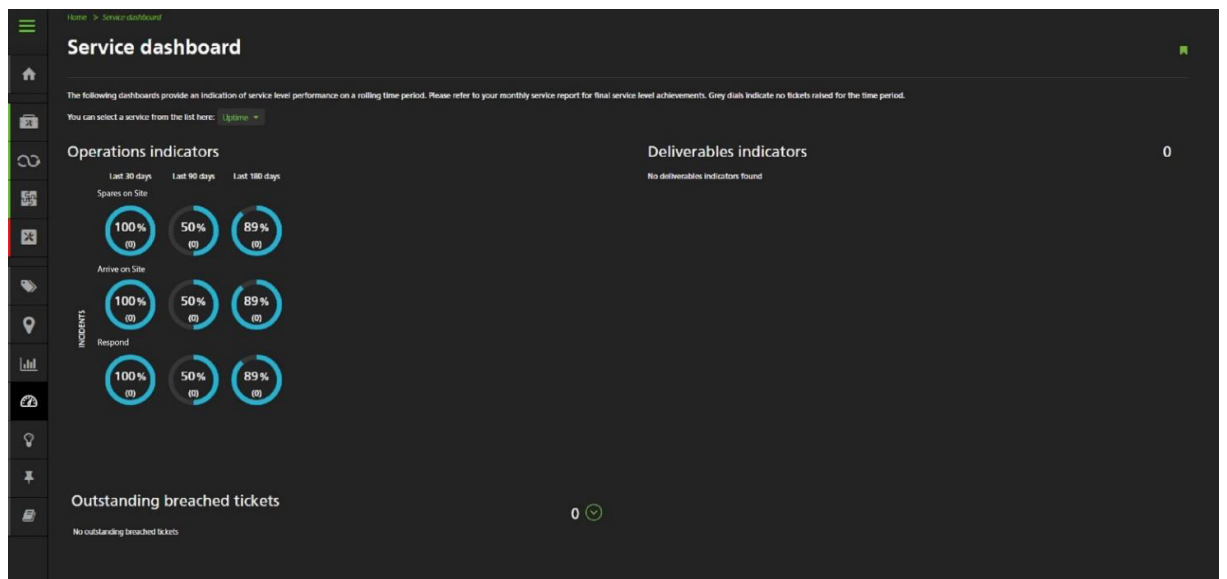 Home > Service dashboard
Service dashboard
The following dashboards provide an indication of service level performance on a rolling time period. Please refer to your monthly service report for final service level achievements. Grey dials indicate no tickets raised for the time period.
You can select a service from the list here: Uptime
Operations indicators
Last 30 days Last 90 days Last 180 days
INCIDENTS
Spares on Site
100% 50% 89%
(0) (0) (0)
Arrive on Site
100% 50% 89%
(0) (0) (0)
Respond
100% 50% 89%
(0) (0) (0)
Deliverables indicators 0
No deliverables indicators found
Outstanding breached tickets 0
No outstanding breached tickets